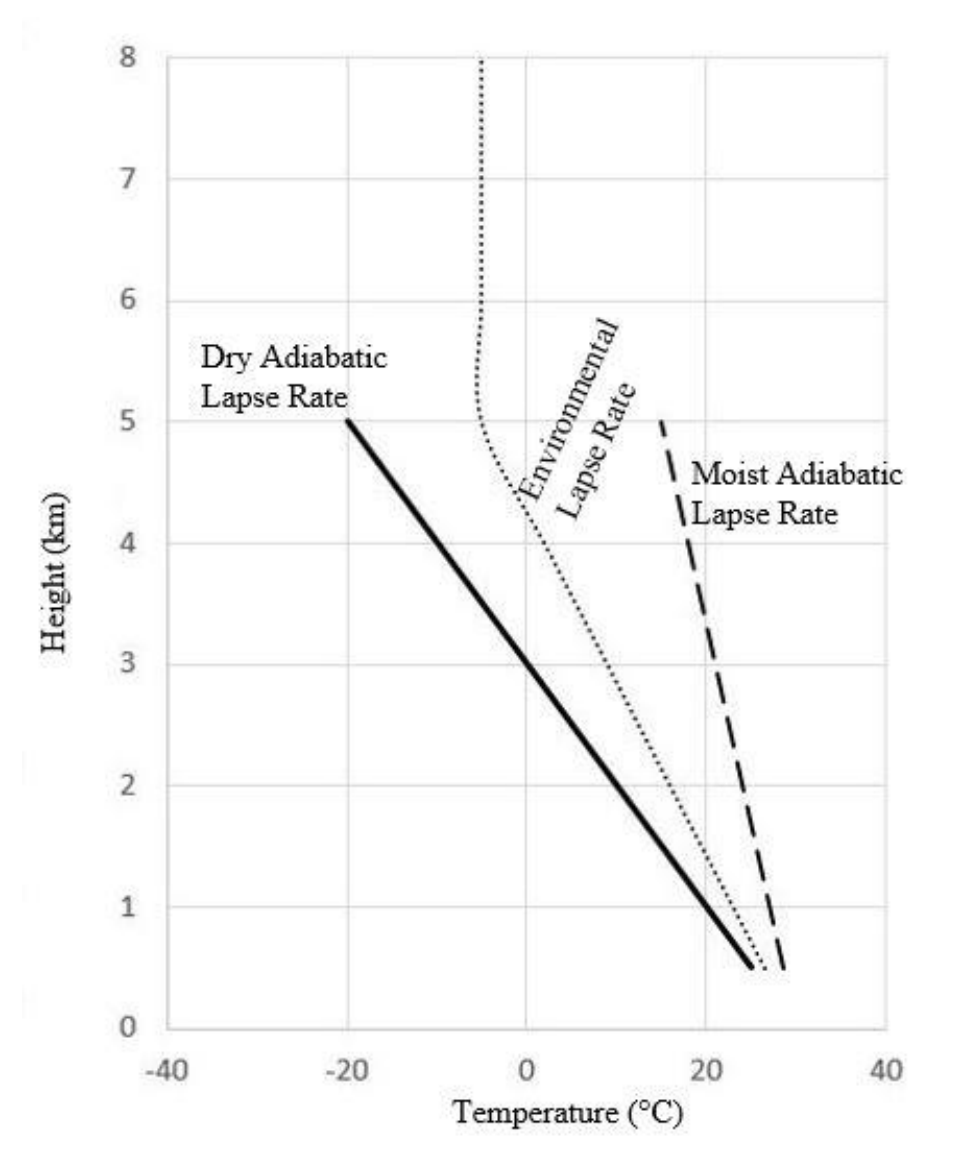 8
7
6
5
4
3
2
1
0
Height (km)
Dry Adiabatic
Lapse Rate
Environmental
Lapse Rate
Moist Adiabatic
Lapse Rate
-40
-20
0
20
40
Temperature (°C)